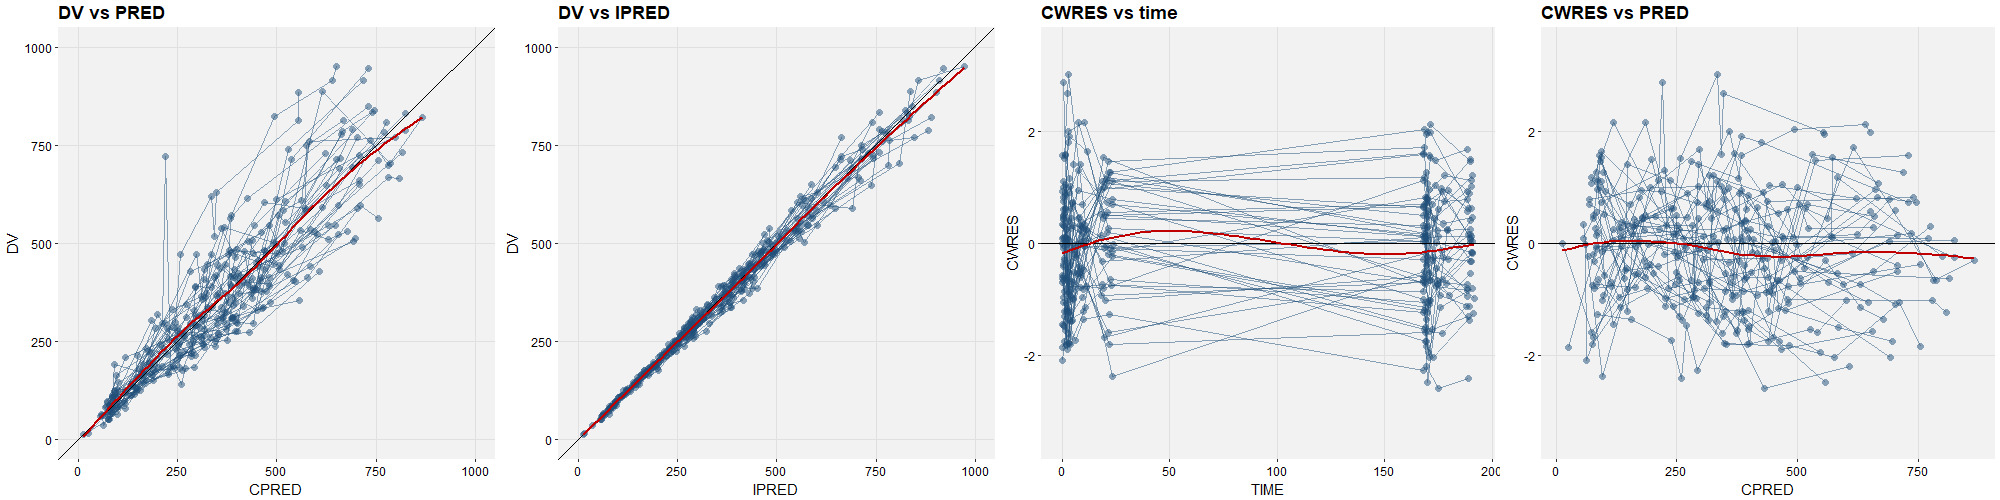 DV vs PRED
1000
750
500
250
0
DV
0
250
500
750
1000
CPRED
DV vs IPRED
1000
750
500
250
0
DV
0
250
500
750
1000
IPRED
CWRES vs time
2
0
-2
CWRES
0
50
100
150
200
TIME
CWRES vs PRED
2
0
-2
CWRES
0
250
500
750
CPRED